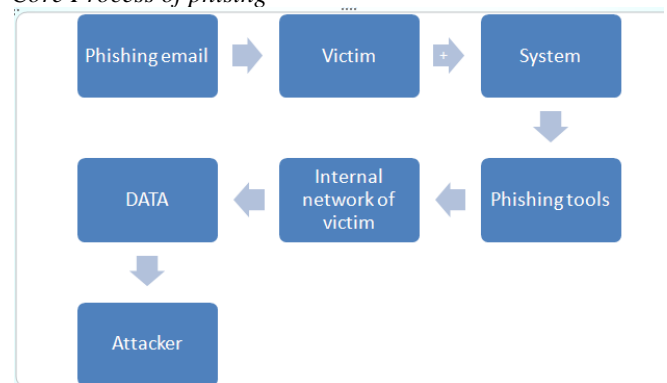 Core Process of phising
Phishing email
Victim
+
System
Phishing tools
Internal
network of
victim
DATA
Attacker